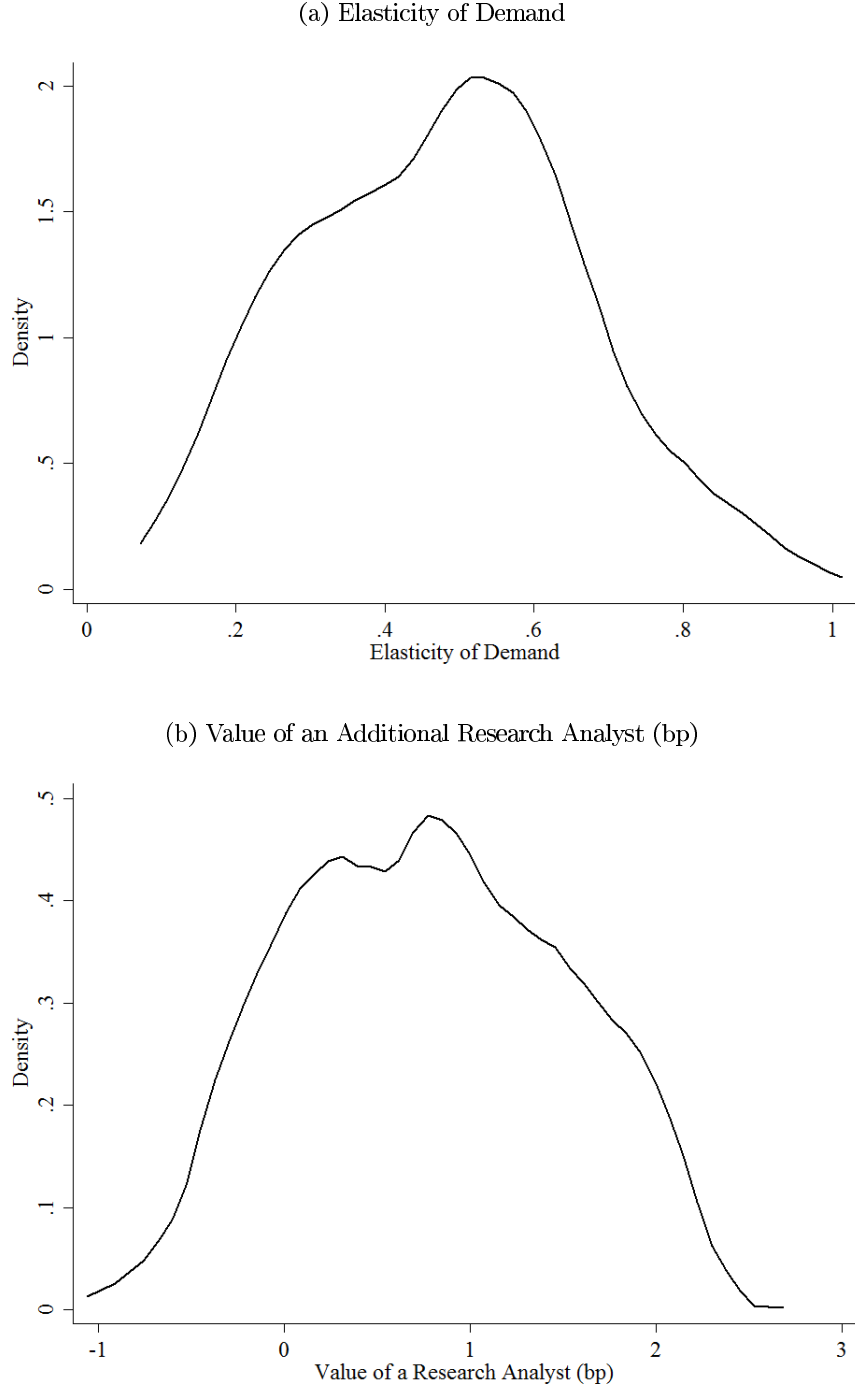 (a) Elasticity of Demand
2
1.5
1
.5
0
Density
0 .2 .4 .6 .8 1
Elasticity of Demand
(b) Value of an Additional Research Analyst (bp)
.5
.4
.3
.2
.1
0
Density
-1 0 1 2 3
Value of a Research Analyst (bp)